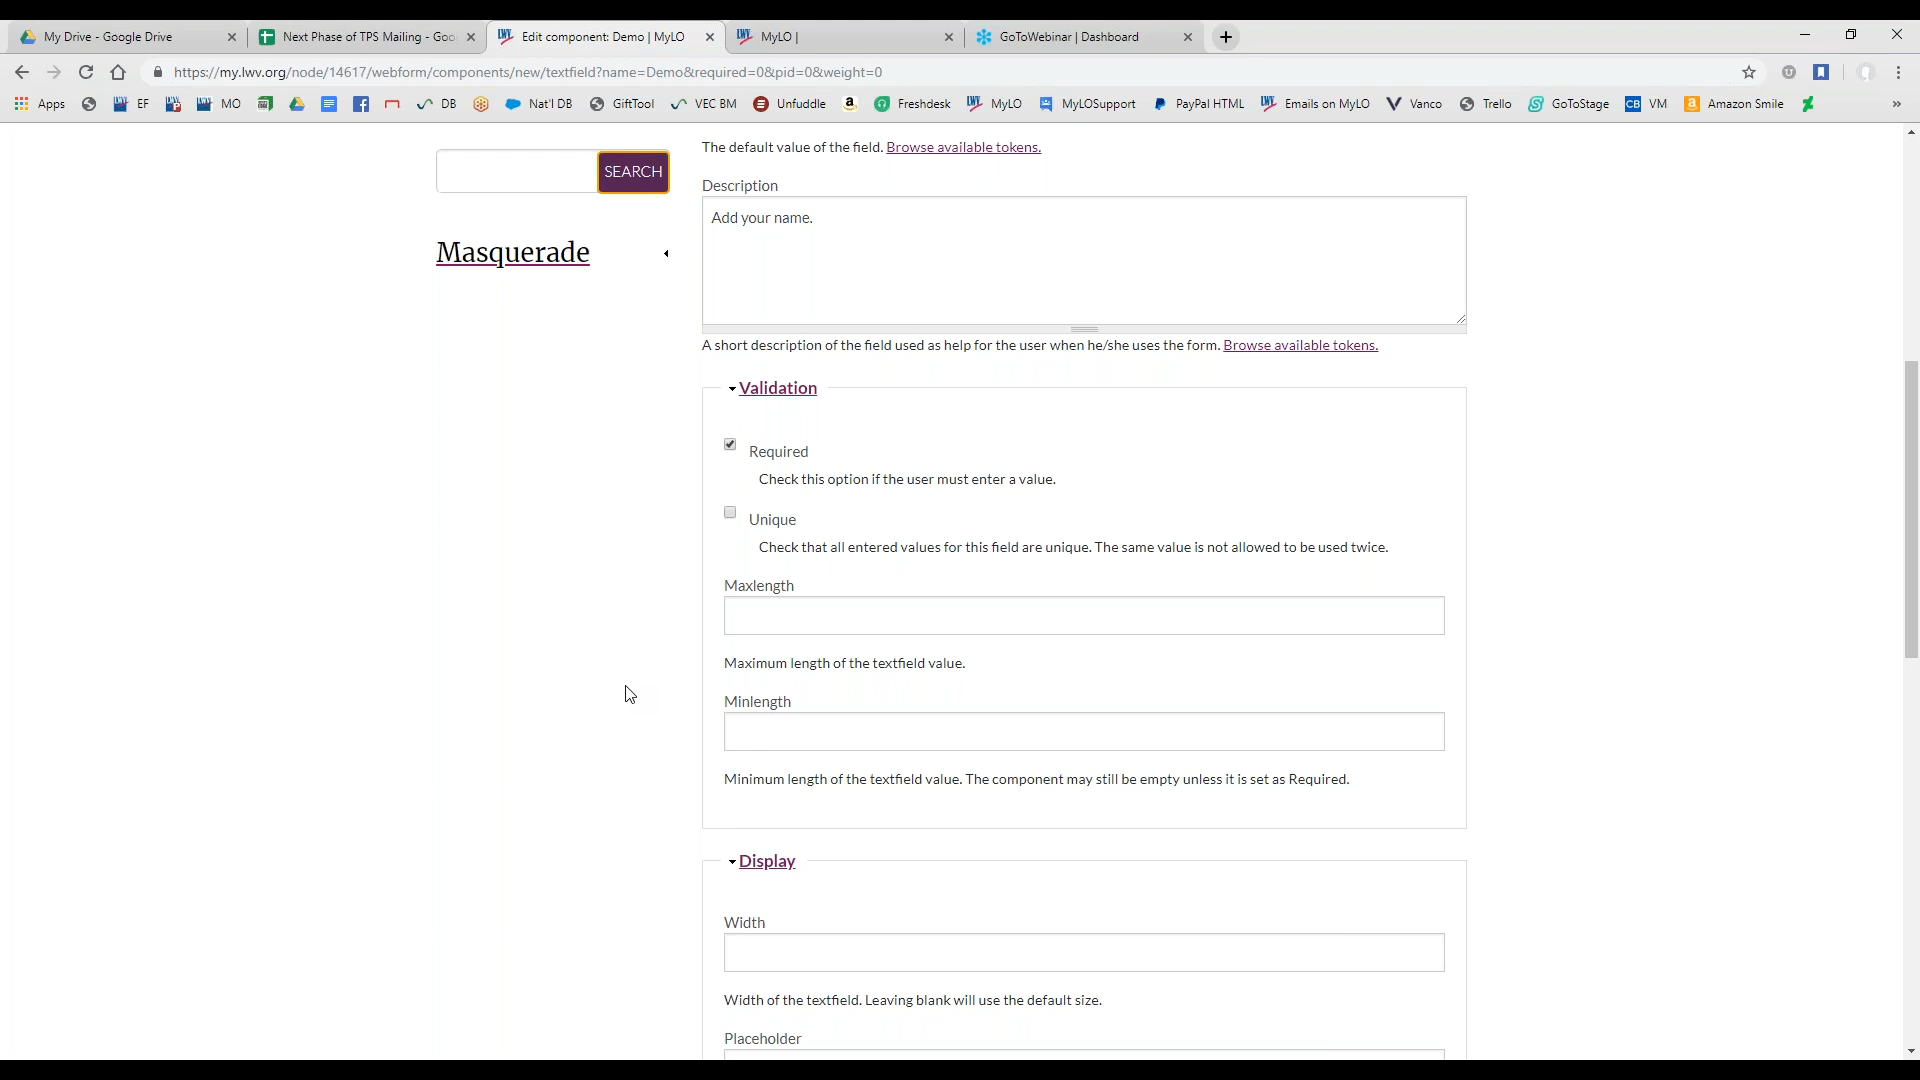 My Drive - Google Drive
Next Phase of TPS Mailing - Goo
Edit component: Demo | MyLO
MyLO |
GoToWebinar | Dashboard
https://my.lwv.org/node/14617/webform/components/new/textfield?name=Demo&required=0&pid=0&weight=0
Apps EF MO DB Nat'l DB GiftTool VEC BM Unfuddle Freshdesk MyLO MyLOSupport PayPal HTML Emails on MyLO Vanco Trello GoToStage CB VM Amazon Smile
The default value of the field. Browse available tokens.
SEARCH
Description
Add your name.
Masquerade
A short description of the field used as help for the user when he/she uses the form. Browse available tokens.
Validation
Required
Check this option if the user must enter a value.
Unique
Check that all entered values for this field are unique. The same value is not allowed to be used twice.
Maxlength
Maximum length of the textfield value.
Minlength
Minimum length of the textfield value. The component may still be empty unless it is set as Required.
Display
Width
Width of the textfield. Leaving blank will use the default size.
Placeholder